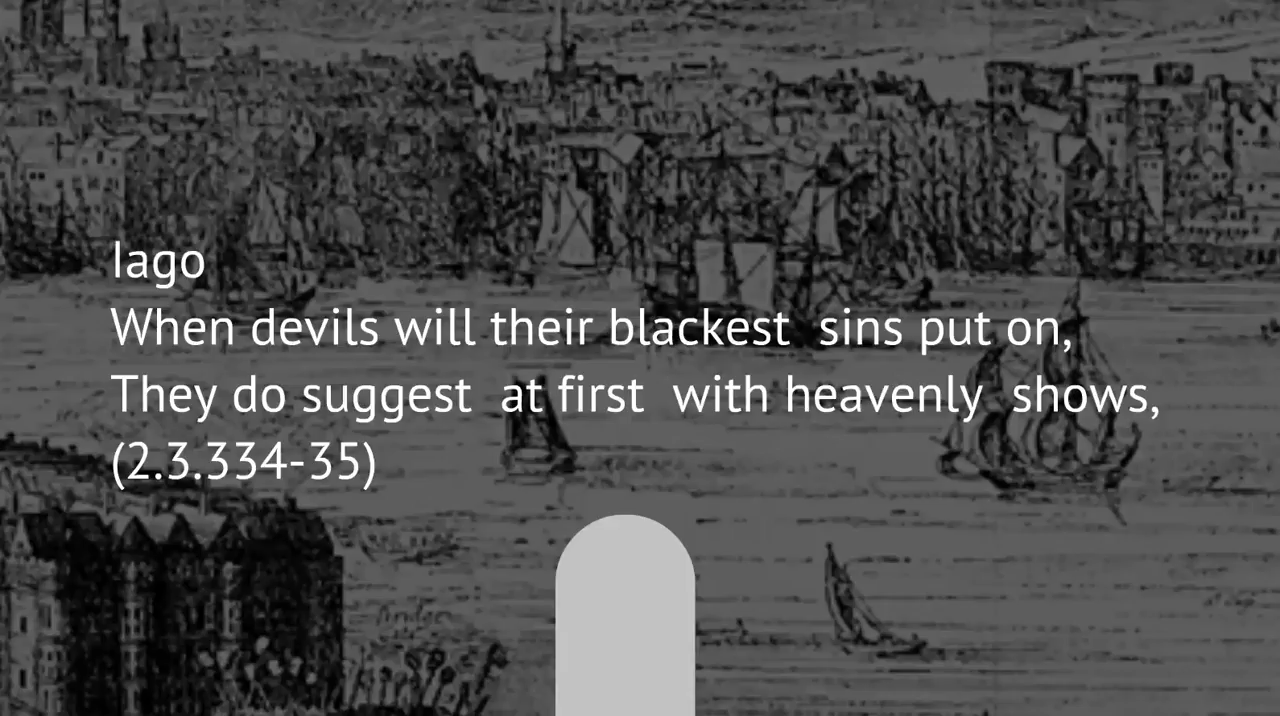 Iago
When devils will their blackest sins put on,
They do suggest at first with heavenly shows,
(2.3.334-35)